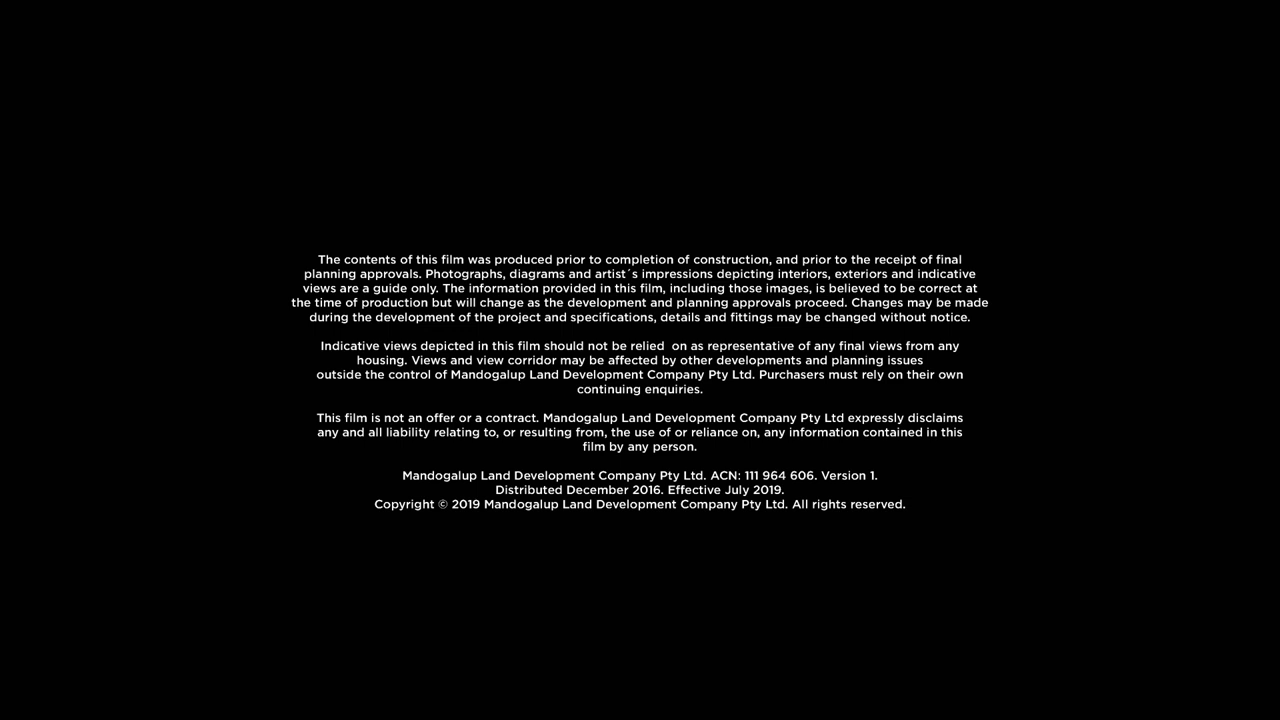 The contents of this film was produced prior to completion of construction, and prior to the receipt of final
planning approvals. Photographs, diagrams and artist´s impressions depicting interiors, exteriors and indicative
views are a guide only. The information provided in this film, including those images, is believed to be correct at
the time of production but will change as the development and planning approvals proceed. Changes may be made
during the development of the project and specifications, details and fittings may be changed without notice.
Indicative views depicted in this film should not be relied  on as representative of any final views from any
housing. Views and view corridor may be affected by other developments and planning issues
outside the control of Mandogalup Land Development Company Pty Ltd. Purchasers must rely on their own
continuing enquiries.
This film is not an offer or a contract. Mandogalup Land Development Company Pty Ltd expressly disclaims
any and all liability relating to, or resulting from, the use of or reliance on, any information contained in this
film by any person.
Mandogalup Land Development Company Pty Ltd. ACN: 111 964 606. Version 1.
Distributed December 2016. Effective July 2019.
Copyright © 2019 Mandogalup Land Development Company Pty Ltd. All rights reserved.